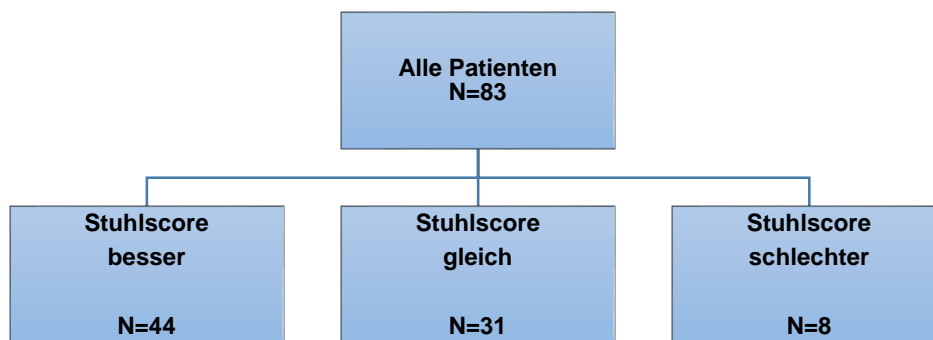 Alle Patienten
N=83
Stuhlscore
besser
N=44
Stuhlscore
gleich
N=31
Stuhlscore
schlechter
N=8